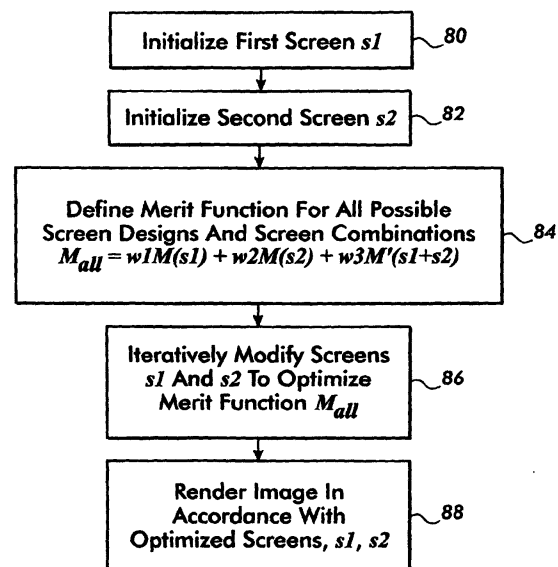 Initialize First Screen s1
80
Initialize Second Screen s2
82
Define Merit Function For All Possible
Screen Designs And Screen Combinations
M_all = w1M(s1) + w2M(s2) + w3M'(s1+s2)
84
Iteratively Modify Screens
s1 And s2 To Optimize
Merit Function M_all
86
Render Image In
Accordance With
Optimized Screens, s1, s2
88